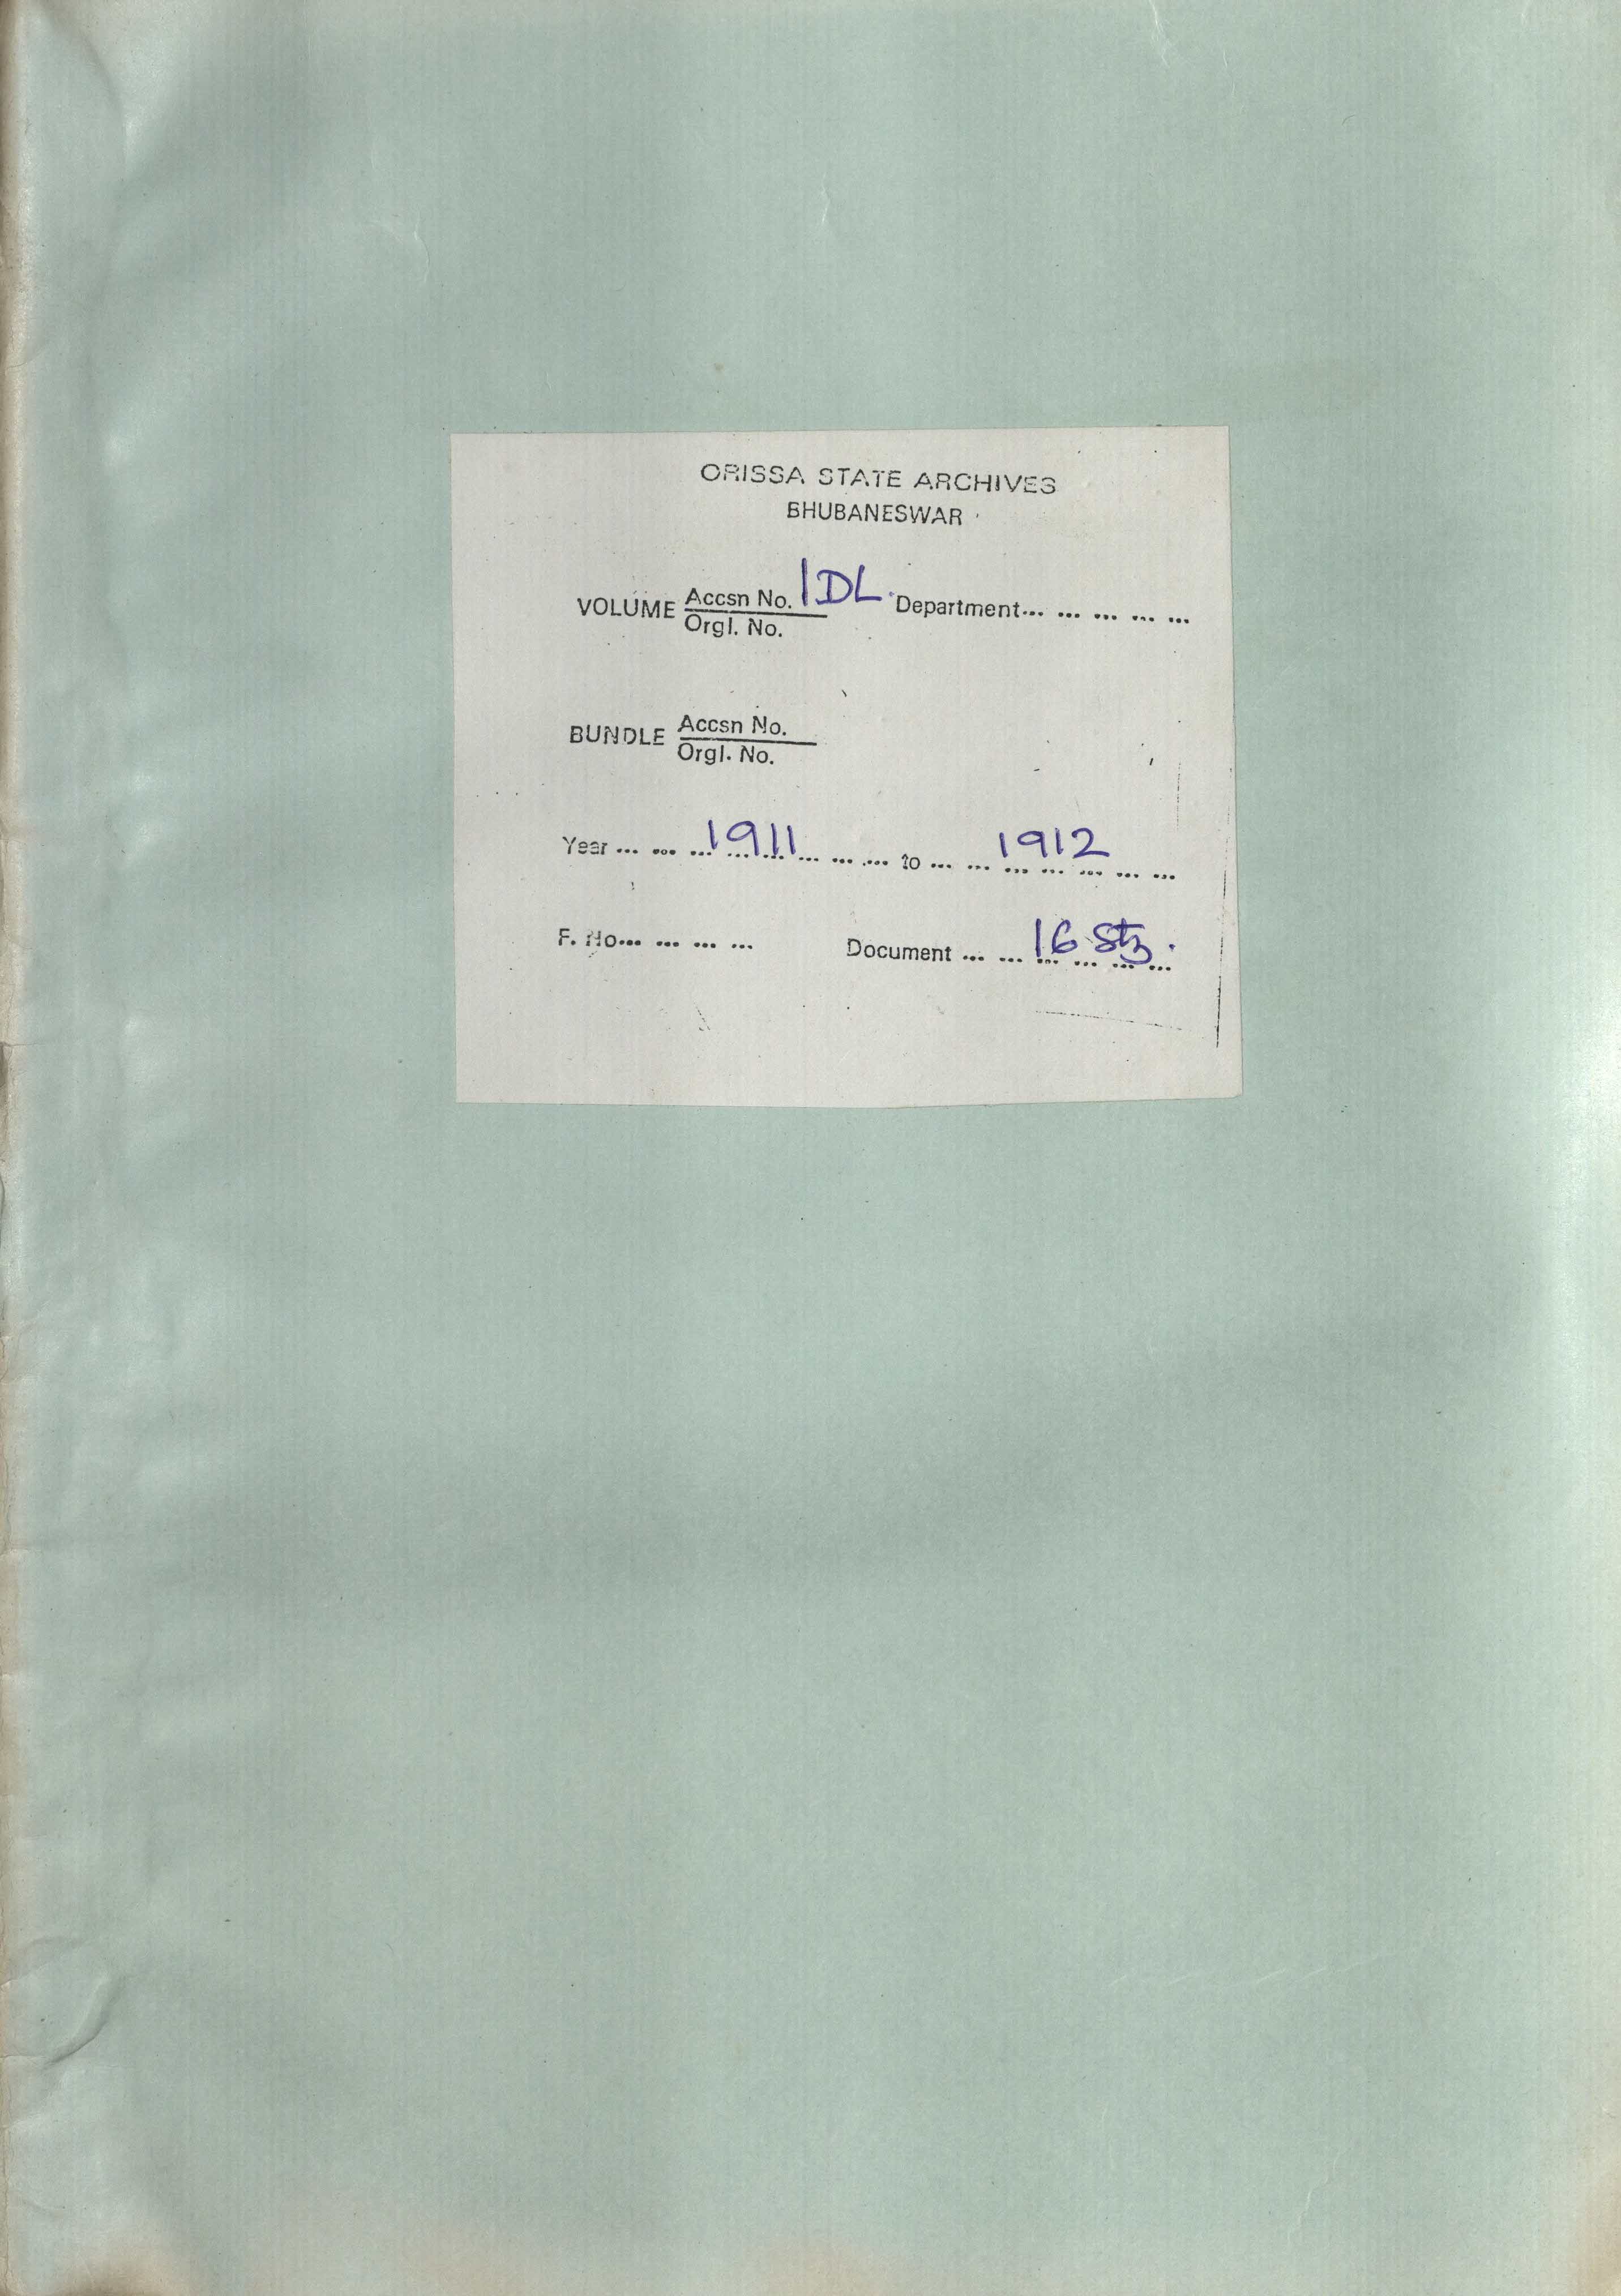 ORISSA STATE ARCHIVES
BHUBANESWAR
VOLUME Accsn No. 1DL. Department... ... ... ... ...
Orgl. No.
BUNDLE Accsn No.
Orgl. No.
Year ... ... ... 1911 ... ... ... ... ... to ... ... 1912 ... ... ... ... ...
F. No... ... ... ... Document ... ... 16 Stz.